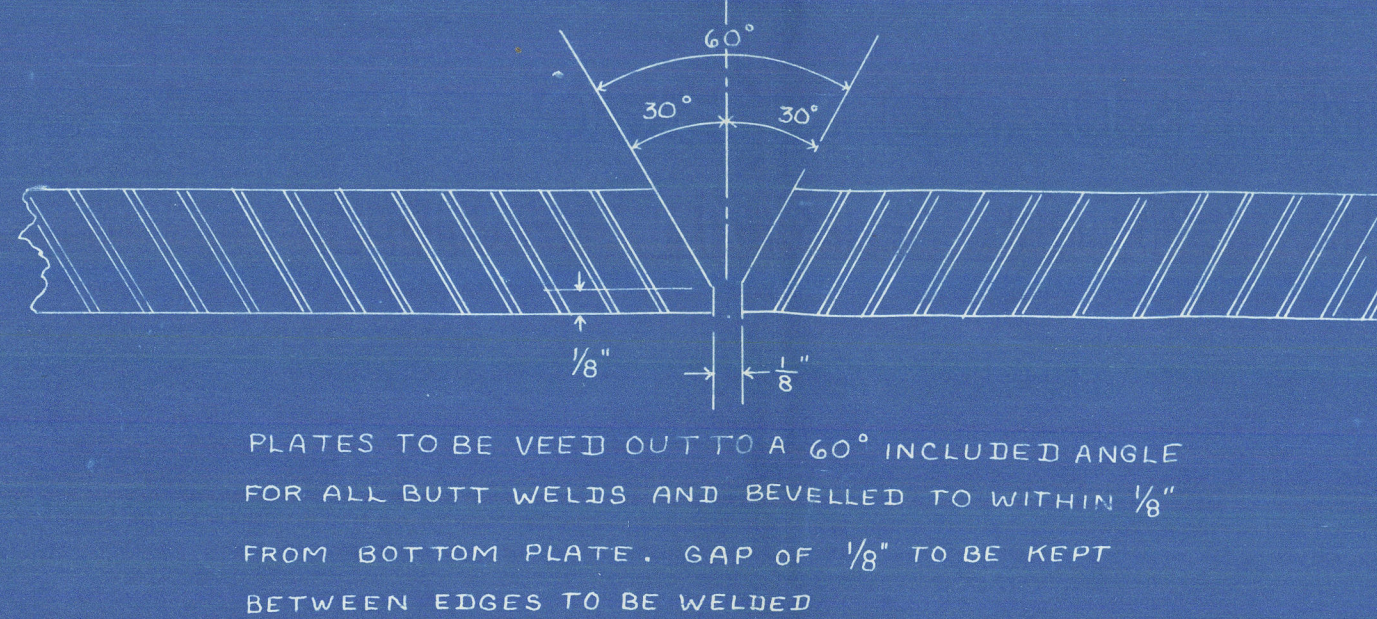 60°
30° 30°
1/8" 1/8"
PLATES TO BE VEED OUT TO A 60° INCLUDED ANGLE
FOR ALL BUTT WELDS AND BEVELLED TO WITHIN 1/8"
FROM BOTTOM PLATE. GAP OF 1/8" TO BE KEPT
BETWEEN EDGES TO BE WELDED